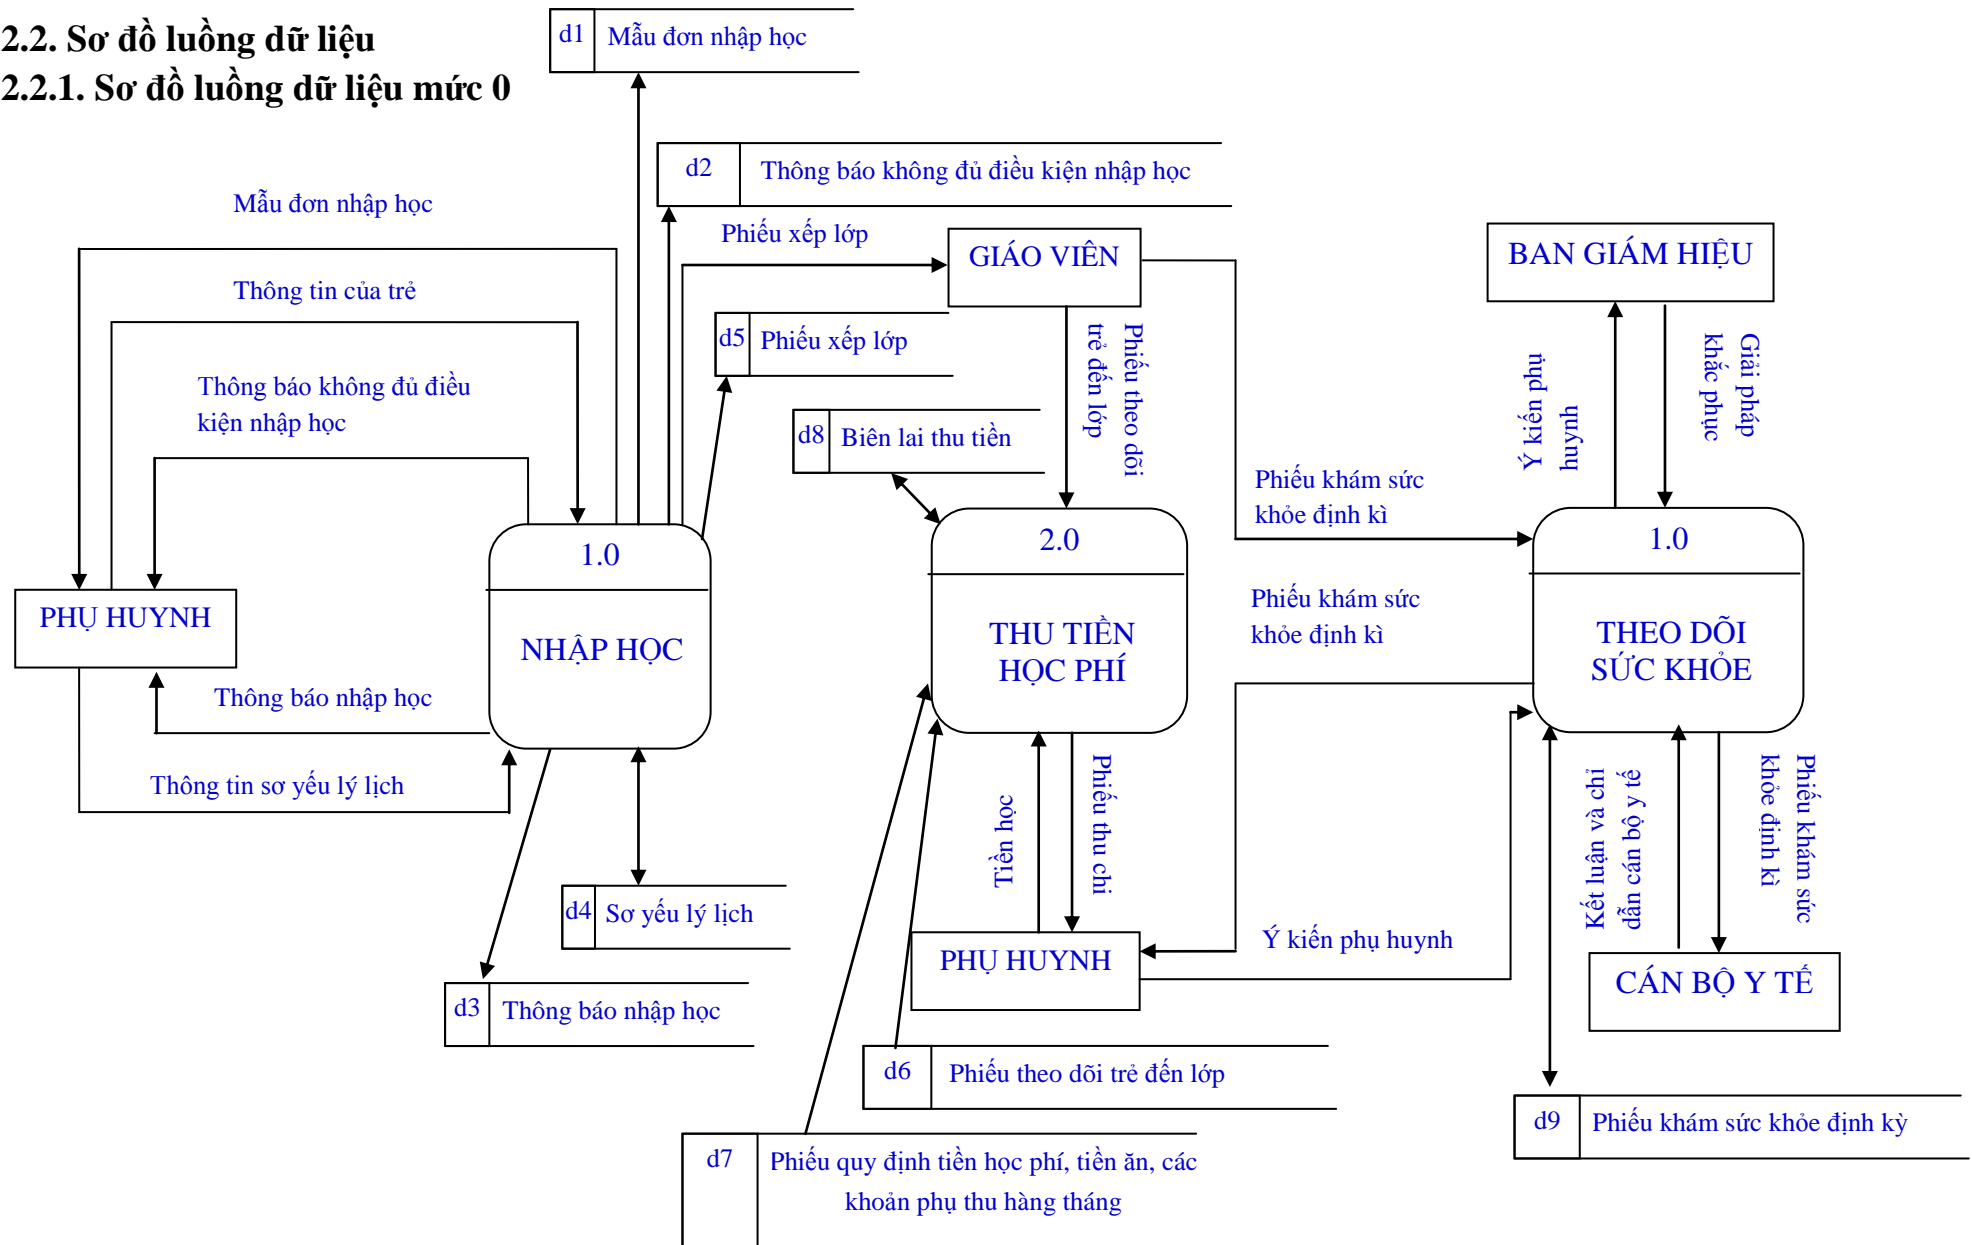 2.2. Sơ đồ luồng dữ liệu
2.2.1. Sơ đồ luồng dữ liệu mức 0
d1 Mẫu đơn nhập học
d2 Thông báo không đủ điều kiện nhập học
Mẫu đơn nhập học
Phiếu xếp lớp
GIÁO VIÊN
BAN GIÁM HIỆU
Thông tin của trẻ
d5 Phiếu xếp lớp
Phiếu theo dõi
trẻ đến lớp
Ý kiến phụ
huynh
Giải pháp
khắc phục
Thông báo không đủ điều
kiện nhập học
d8 Biên lai thu tiền
Phiếu khám sức
khỏe định kì
1.0
NHẬP HỌC
2.0
THU TIỀN
HỌC PHÍ
1.0
THEO DÕI
SỨC KHỎE
PHỤ HUYNH
Phiếu khám sức
khỏe định kì
Thông báo nhập học
Thông tin sơ yếu lý lịch
Tiền học
Phiếu thu chi
Kết luận và chỉ
dẫn cán bộ y tế
Phiếu khám sức
khỏe định kì
d4 Sơ yếu lý lịch
PHỤ HUYNH
Ý kiến phụ huynh
CÁN BỘ Y TẾ
d3 Thông báo nhập học
d6 Phiếu theo dõi trẻ đến lớp
d9 Phiếu khám sức khỏe định kỳ
d7 Phiếu quy định tiền học phí, tiền ăn, các
khoản phụ thu hàng tháng